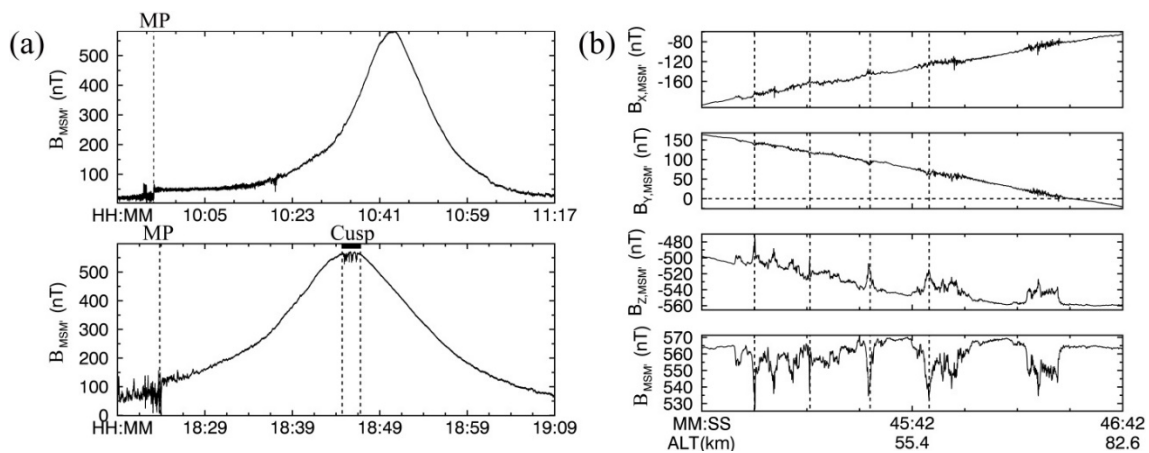 (a)
MP
B_MSM' (nT)
500
400
300
200
100
HH:MM 10:05 10:23 10:41 10:59 11:17
MP Cusp
B_MSM' (nT)
500
400
300
200
100
0
HH:MM 18:29 18:39 18:49 18:59 19:09
(b)
B_X,MSM' (nT)
-80
-160
B_Y,MSM' (nT)
150
100
50
0
B_Z,MSM' (nT)
-480
-500
-520
-540
-560
B_MSM' (nT)
570
560
550
540
530
MM:SS 45:42 46:42
ALT(km) 55.4 82.6